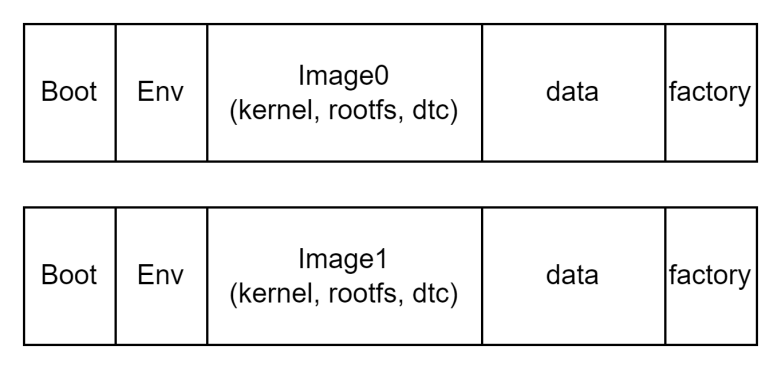 Boot
Env
Image0
(kernel, rootfs, dtc)
data
factory
Boot
Env
Image1
(kernel, rootfs, dtc)
data
factory